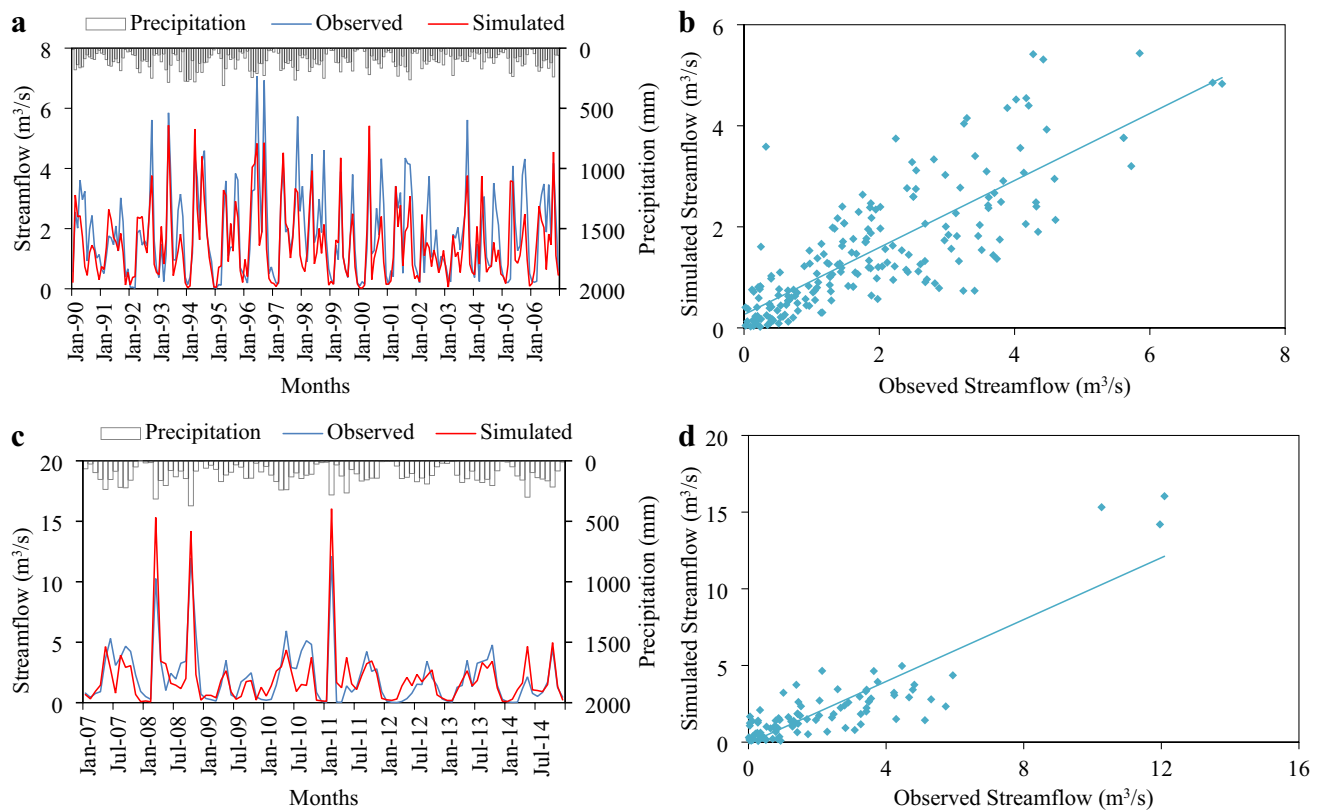 a
Precipitation Observed Simulated
Streamflow (m³/s)
8
6
4
2
0
0
500
1000
1500
2000
Precipitation (mm)
Jan-90 Jan-91 Jan-92 Jan-93 Jan-94 Jan-95 Jan-96 Jan-97 Jan-98 Jan-99 Jan-00 Jan-01 Jan-02 Jan-03 Jan-04 Jan-05 Jan-06
Months
b
Simulated Streamflow (m³/s)
6
4
2
0
0 2 4 6 8
Obseved Streamflow (m³/s)
c
Precipitation Observed Simulated
Streamflow (m³/s)
20
15
10
5
0
0
500
1000
1500
2000
Precipitation (mm)
Jan-07 Jul-07 Jan-08 Jul-08 Jan-09 Jul-09 Jan-10 Jul-10 Jan-11 Jul-11 Jan-12 Jul-12 Jan-13 Jul-13 Jan-14 Jul-14
Months
d
Simulated Streamflow (m³/s)
20
15
10
5
0
0 4 8 12 16
Observed Streamflow (m³/s)